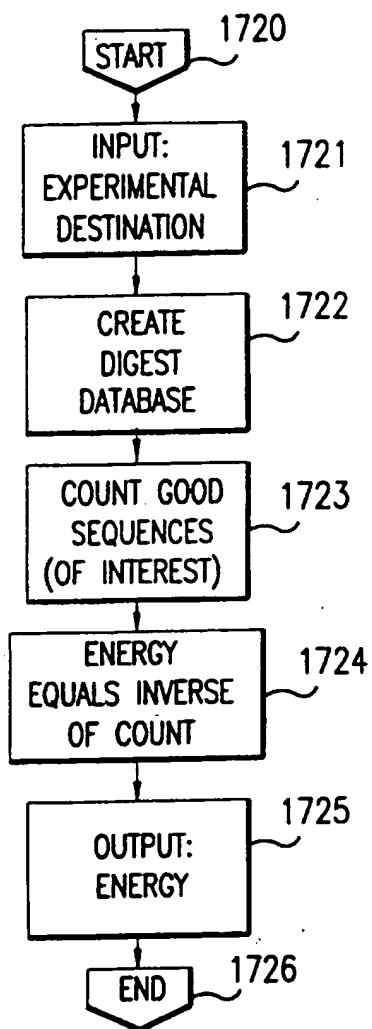 1720
START
INPUT:
EXPERIMENTAL
DESTINATION
1721
CREATE
DIGEST
DATABASE
1722
COUNT GOOD
SEQUENCES
(OF INTEREST)
1723
ENERGY
EQUALS INVERSE
OF COUNT
1724
OUTPUT:
ENERGY
1725
END
1726